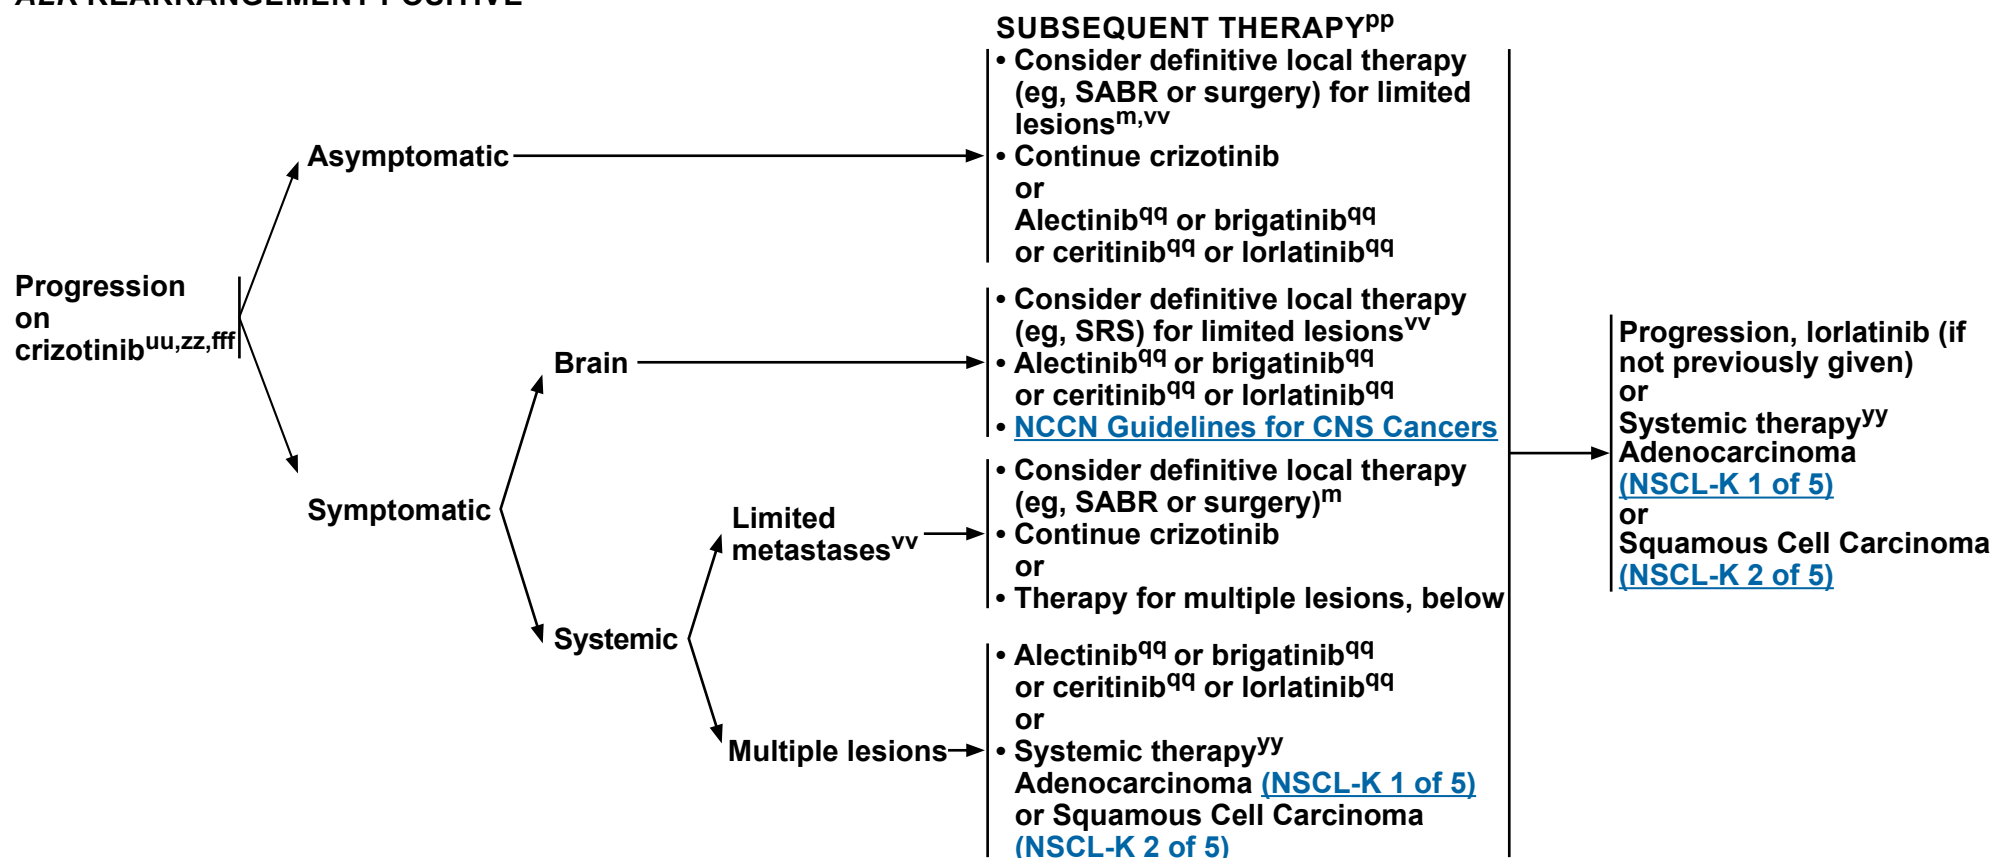 ALK REARRANGEMENT POSITIVE
SUBSEQUENT THERAPYpp
• Consider definitive local therapy
(eg, SABR or surgery) for limited
lesionsm,vv
• Continue crizotinib
or
Alectinibqq or brigatinibqq
or ceritinibqq or lorlatinibqq
Asymptomatic
Progression
on
crizotinibuu,zz,fff
Symptomatic
Brain
• Consider definitive local therapy
(eg, SRS) for limited lesionsvv
• Alectinibqq or brigatinibqq
or ceritinibqq or lorlatinibqq
• NCCN Guidelines for CNS Cancers
Systemic
Limited
metastasesvv
• Consider definitive local therapy
(eg, SABR or surgery)m
• Continue crizotinib
or
• Therapy for multiple lesions, below
Multiple lesions
• Alectinibqq or brigatinibqq
or ceritinibqq or lorlatinibqq
or
• Systemic therapyyy
Adenocarcinoma (NSCL-K 1 of 5)
or Squamous Cell Carcinoma
(NSCL-K 2 of 5)
Progression, lorlatinib (if
not previously given)
or
Systemic therapyyy
Adenocarcinoma
(NSCL-K 1 of 5)
or
Squamous Cell Carcinoma
(NSCL-K 2 of 5)